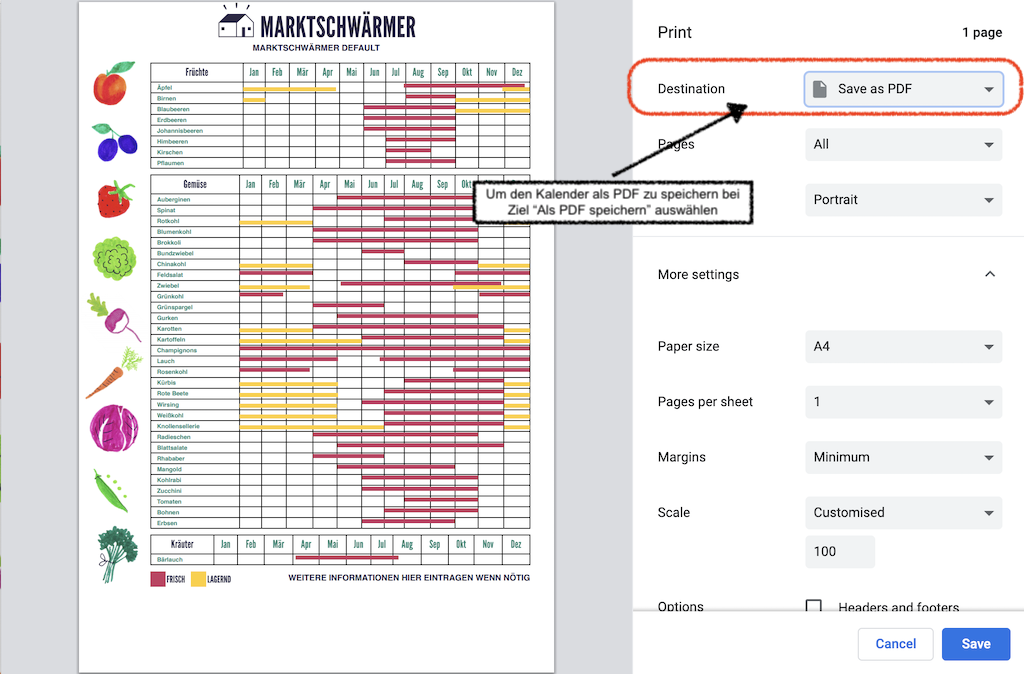 MARKTSCHWÄRMER
MARKTSCHWÄRMER DEFAULT
Früchte Jan Feb Mär Apr Mai Jun Jul Aug Sep Okt Nov Dez
Äpfel
Birnen
Blaubeeren
Erdbeeren
Johannisbeeren
Himbeeren
Kirschen
Pflaumen
Gemüse Jan Feb Mär Apr Mai Jun Jul Aug Sep Okt
Auberginen
Spinat
Rotkohl
Blumenkohl
Brokkoli
Bundzwiebel
Chinakohl
Feldsalat
Zwiebel
Grünkohl
Grünspargel
Gurken
Karotten
Kartoffeln
Champignons
Lauch
Rosenkohl
Kürbis
Rote Beete
Wirsing
Weißkohl
Knollensellerie
Radieschen
Blattsalate
Rhababer
Mangold
Kohlrabi
Zucchini
Tomaten
Bohnen
Erbsen
Kräuter Jan Feb Mär Apr Mai Jun Jul Aug Sep Okt Nov Dez
Bärlauch
FRISCH LAGERND WEITERE INFORMATIONEN HIER EINTRAGEN WENN NÖTIG
Um den Kalender als PDF zu speichern bei
Ziel “Als PDF speichern” auswählen
Print 1 page
Destination Save as PDF
Pages All
Portrait
More settings
Paper size A4
Pages per sheet 1
Margins Minimum
Scale Customised
100
Options Headers and footers
Cancel Save